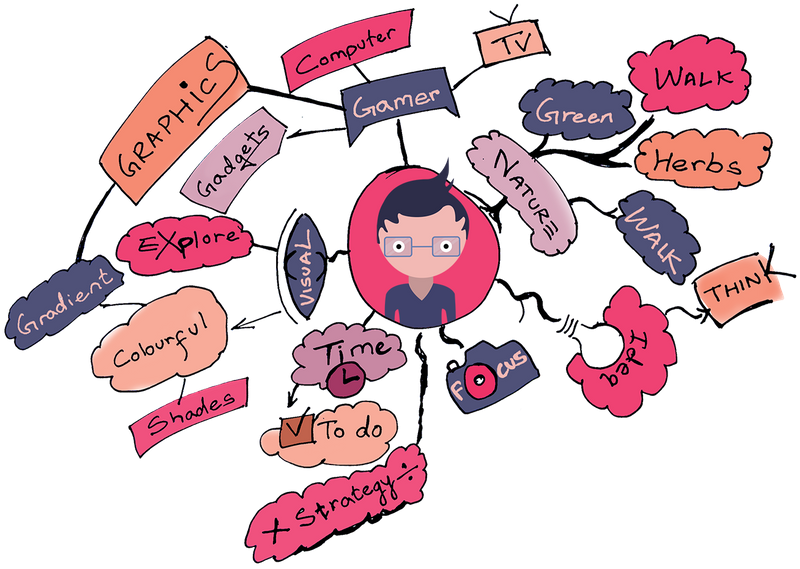 Computer
TV
GRAPHICS
Gamer
WALK
Green
Gadgets
NATURE
Herbs
EXplore
VISUAL
WALK
Gradient
THINK
Colourful
Time
Idea
FOCUS
Shades
To do
+ Strategy ÷